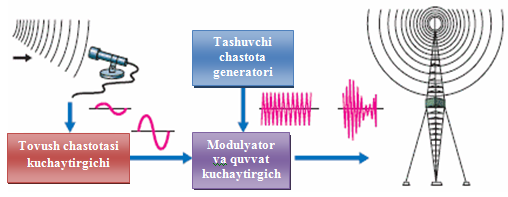 Tashuvchi
chastota
generatori
Tovush chastotasi
kuchaytirgichi
Modulyator
va quvvat
kuchaytirgich